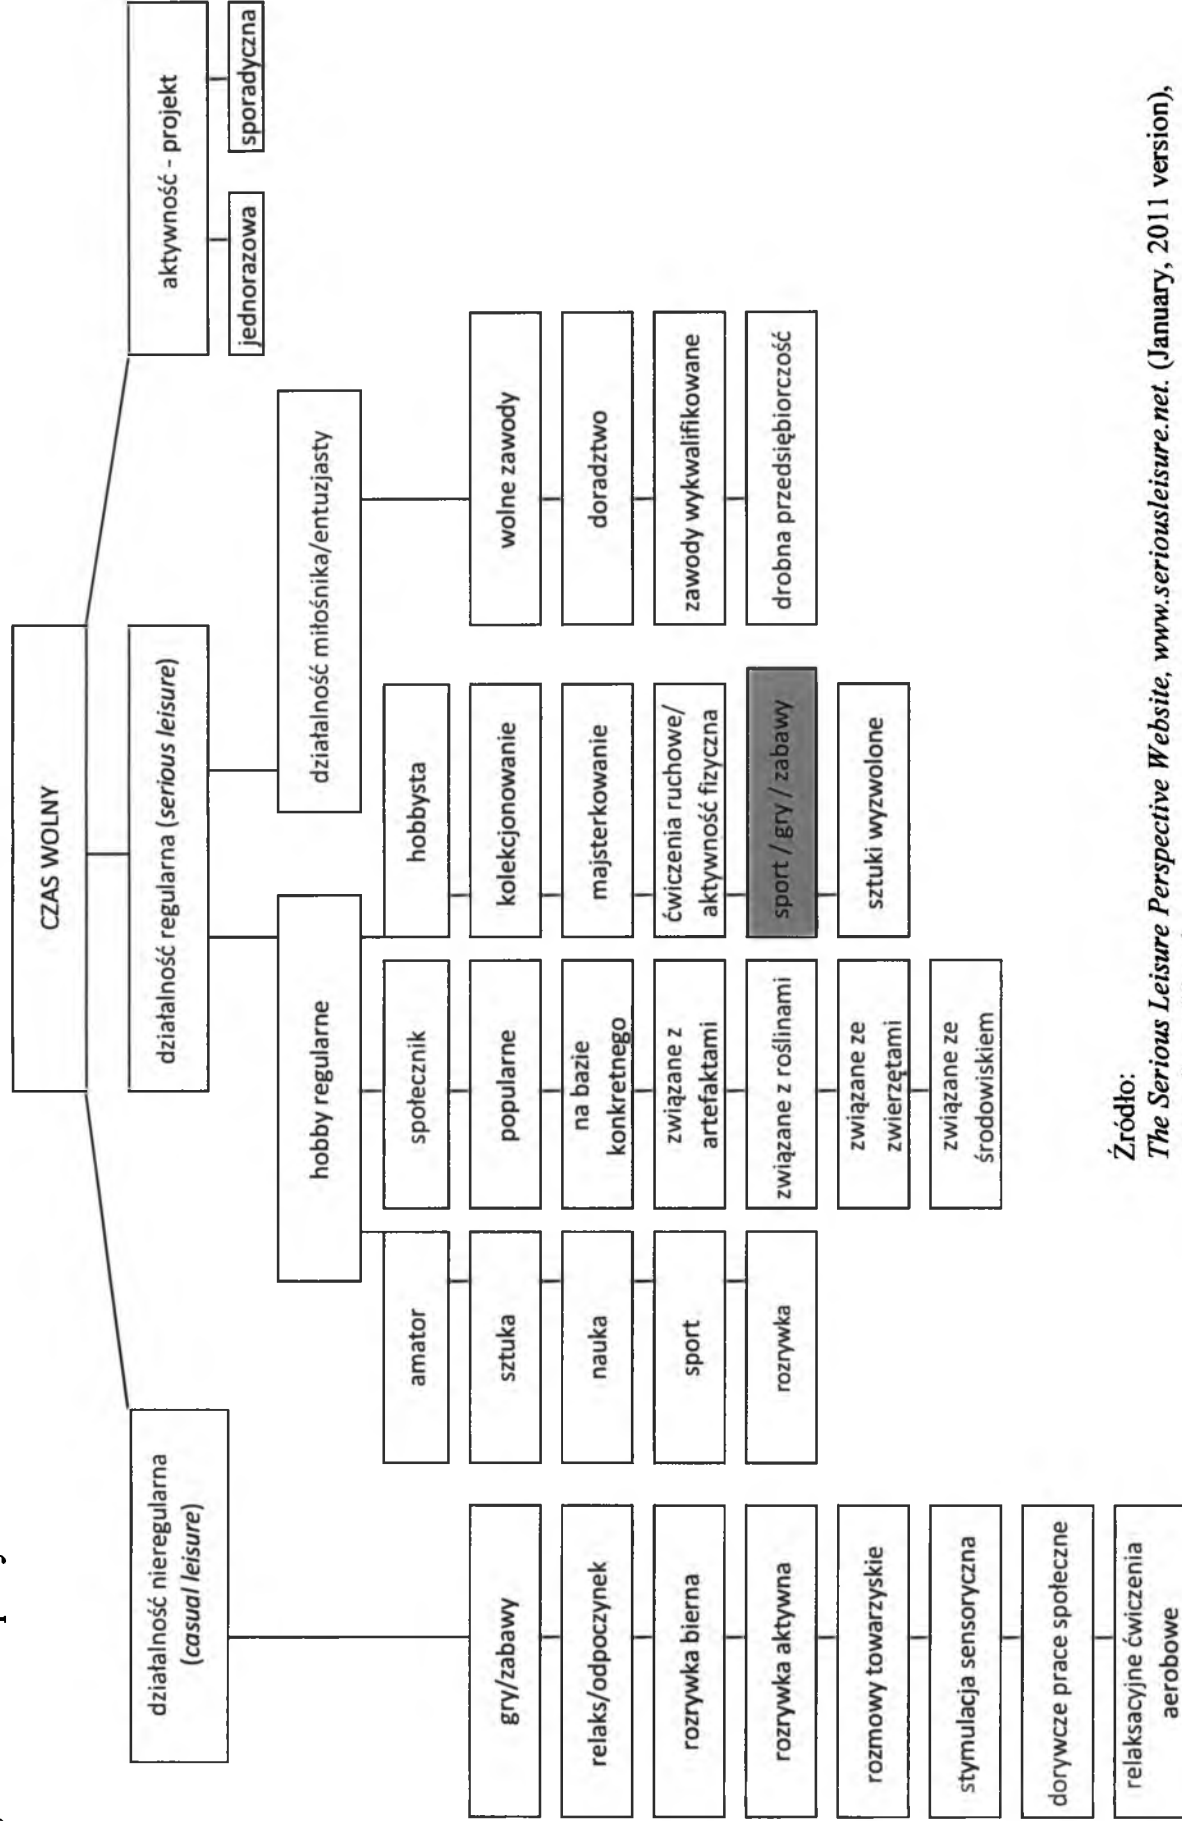 CZAS WOLNY
działalność nieregularna
(casual leisure)
działalność regularna (serious leisure)
aktywność - projekt
jednorazowa
sporadyczna
hobby regularne
działalność miłośnika/entuzjasty
amator
społecznik
hobbysta
gry/zabawy
relaks/odpoczynek
rozrywka bierna
rozrywka aktywna
rozmowy towarzyskie
stymulacja sensoryczna
dorywcze prace społeczne
relaksacyjne ćwiczenia
aerobowe
sztuka
nauka
sport
rozrywka
popularne
na bazie
konkretnego
związane z
artefaktami
związane z roślinami
związane ze
zwierzętami
związane ze
środowiskiem
kolekcjonowanie
majsterkowanie
ćwiczenia ruchowe/
aktywność fizyczna
sport / gry / zabawy
sztuki wyzwolone
wolne zawody
doradztwo
zawody wykwalifikowane
drobna przedsiębiorczość
Źródło:
The Serious Leisure Perspective Website, www.seriousleisure.net. (January, 2011 version),